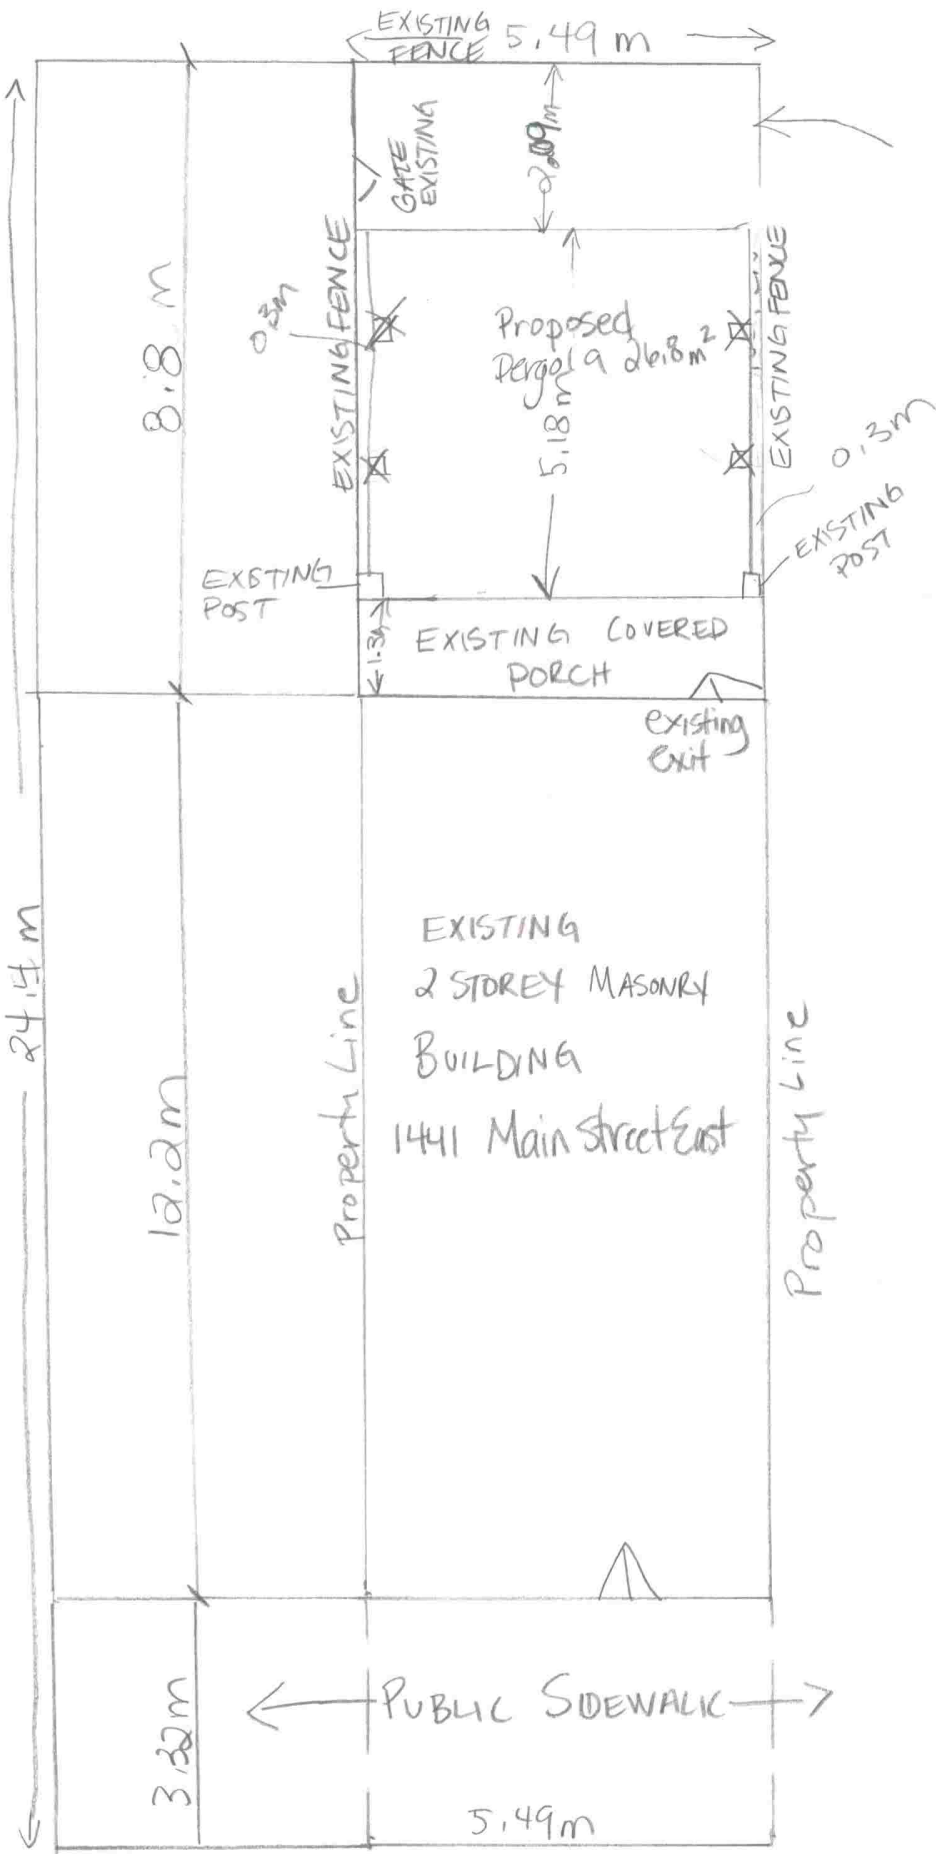 EXISTING
FENCE 5.49 m
2.09m
GATE
EXISTING
8.8 m
EXISTING FENCE
0.3m
Proposed
Pergola 26.8m²
5.18m
EXISTING FENCE
0.3m
EXISTING
POST
EXISTING
POST
EXISTING COVERED
PORCH
existing
exit
24.4 m
12.2m
Property Line
EXISTING
2 STOREY MASONRY
BUILDING
1441 Main Street East
Property Line
PUBLIC SIDEWALK
3.32m
5.49m